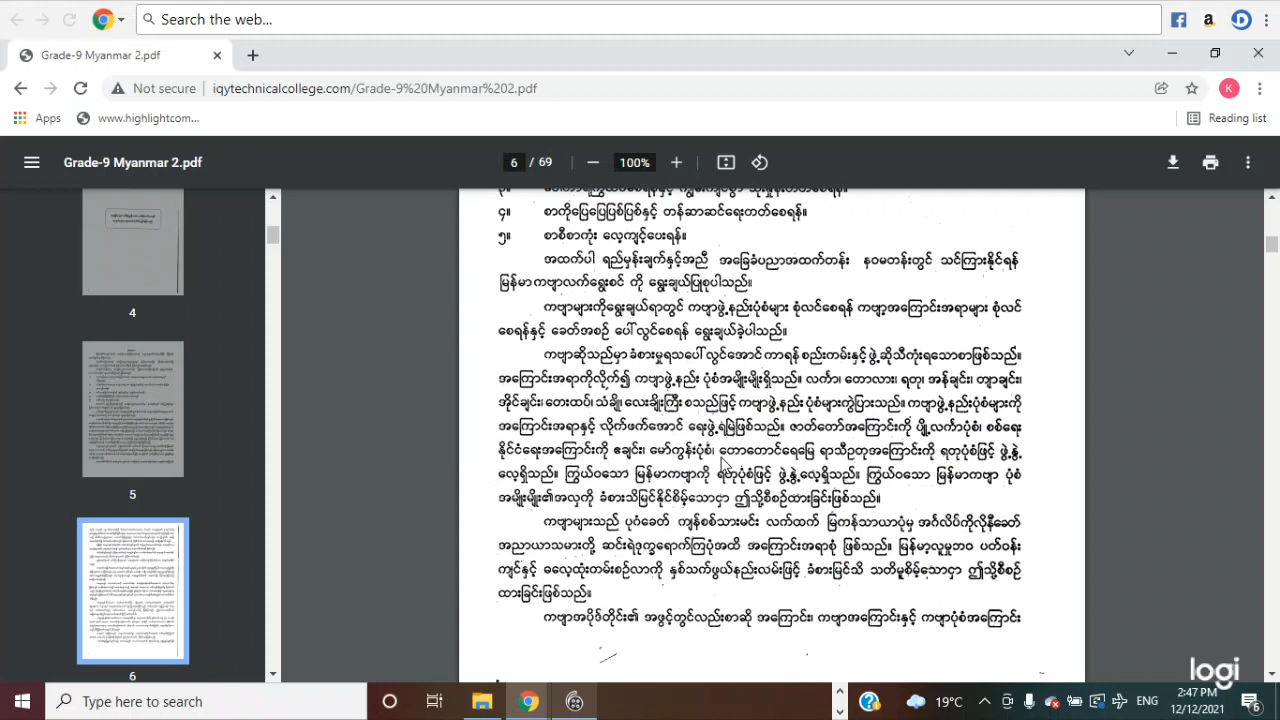 Search the web...
Grade-9 Myanmar 2.pdf
Not secure
iqytechnicalcollege.com/Grade-9%20Myanmar%202.pdf
K
Apps
www.highlightcom...
Reading list
Grade-9 Myanmar 2.pdf
6 / 69
100%
4
5
6
၄။ စာကိုပြေပြေပြစ်ပြစ်နှင့် တန်ဆာဆင်ရေးတတ်စေရန်။
၅။ စာစီစာကုံး လေ့ကျင့်ပေးရန်။
အထက်ပါ ရည်မှန်းချက်နှင့်အညီ အခြေခံပညာအထက်တန်း နဝမတန်းတွင် သင်ကြားနိုင်ရန်
မြန်မာကဗျာလက်ရွေးစင် ကို ရွေးချယ်ပြုစုပါသည်။
ကဗျာများကိုရွေးချယ်ရာတွင် ကဗျာဖွဲ့နည်းပုံစံများ စုံလင်စေရန် ကဗျာ့အကြောင်းအရာများ စုံလင်
စေရန်နှင့် ခေတ်အစဉ် ပေါ်လွင်စေရန် ရွေးချယ်ခဲ့ပါသည်။
ကဗျာဆိုသည်မှာ ခံစားမှုရသပေါ်လွင်အောင် ကာရန်စည်းကမ်းနှင့်ဖွဲ့ဆိုသီကုံးရသောစာဖြစ်သည်။
အကြောင်းအရာကိုလိုက်၍ ကဗျာဖွဲ့နည်း ပုံစံအမျိုးမျိုးရှိသည်။ လင်္ကာ၊ တောလား၊ ရတု၊ အန်ချင်း၊ ကျာချင်း၊
အိုင်ချင်း၊ တေးထပ်၊ သံချို၊ လေးချိုးကြီး စသည်ဖြင့် ကဗျာဖွဲ့နည်း ပုံစံများကွဲပြားသည်။ ကဗျာဖွဲ့နည်းပုံစံများကို
အကြောင်းအရာနှင့် လိုက်ဖက်အောင် ရေးဖွဲ့ရမြဲဖြစ်သည်။ ဇာတ်တော်အကြောင်းကို ပျို့လင်္ကာပုံစံ၊ စစ်ရေး
နိုင်ငံရေးအကြောင်းကို ဧချင်း၊ မော်ကွန်းပုံစံ၊ တောတောင်ရေမြေ ရာသီဥတုအကြောင်းကို ရတုပုံစံဖြင့် ဖွဲ့နွဲ့
လေ့ရှိသည်။ ကြွယ်ဝသော မြန်မာကဗျာကို ရတုပုံစံဖြင့် ဖွဲ့နွဲ့လေ့ရှိသည်။ ကြွယ်ဝသော မြန်မာကဗျာ ပုံစံ
အမျိုးမျိုး၏အလှကို ခံစားသိမြင်နိုင်စိမ့်သောငှာ ဤသို့စီစဉ်ထားခြင်းဖြစ်သည်။
ကဗျာများသည် ပုဂံခေတ် ကျန်စစ်သားမင်း လက်ထက် မြကန်သာယာပုံမှ အင်္ဂလိပ်ကိုလိုနီခေတ်
ဆင်းရဲဒုက္ခရောက်ကြပုံအထိ အကြောင်းအရာစုံ ဖြစ်သည်။ မြန်မာ့လူမှုဘဝ ပတ်ဝန်း
ကျင်နှင့် ဓလေ့ထုံးတမ်းစဉ်လာကို နှစ်သက်ဖွယ်နည်းလမ်းဖြင့် ခံစားမြင်သိ သတိမူစိမ့်သောငှာ ဤသို့စီစဉ်
ထားခြင်းဖြစ်သည်။
ကဗျာအပိုဒ်တိုင်း၏ အဖွင့်တွင်လည်းစာဆို အကြောင်း၊ ကဗျာအကြောင်းနှင့် ကဗျာပုံစံအကြောင်း
logi
Type here to search
19°C
ENG
2:47 PM
12/12/2021
6